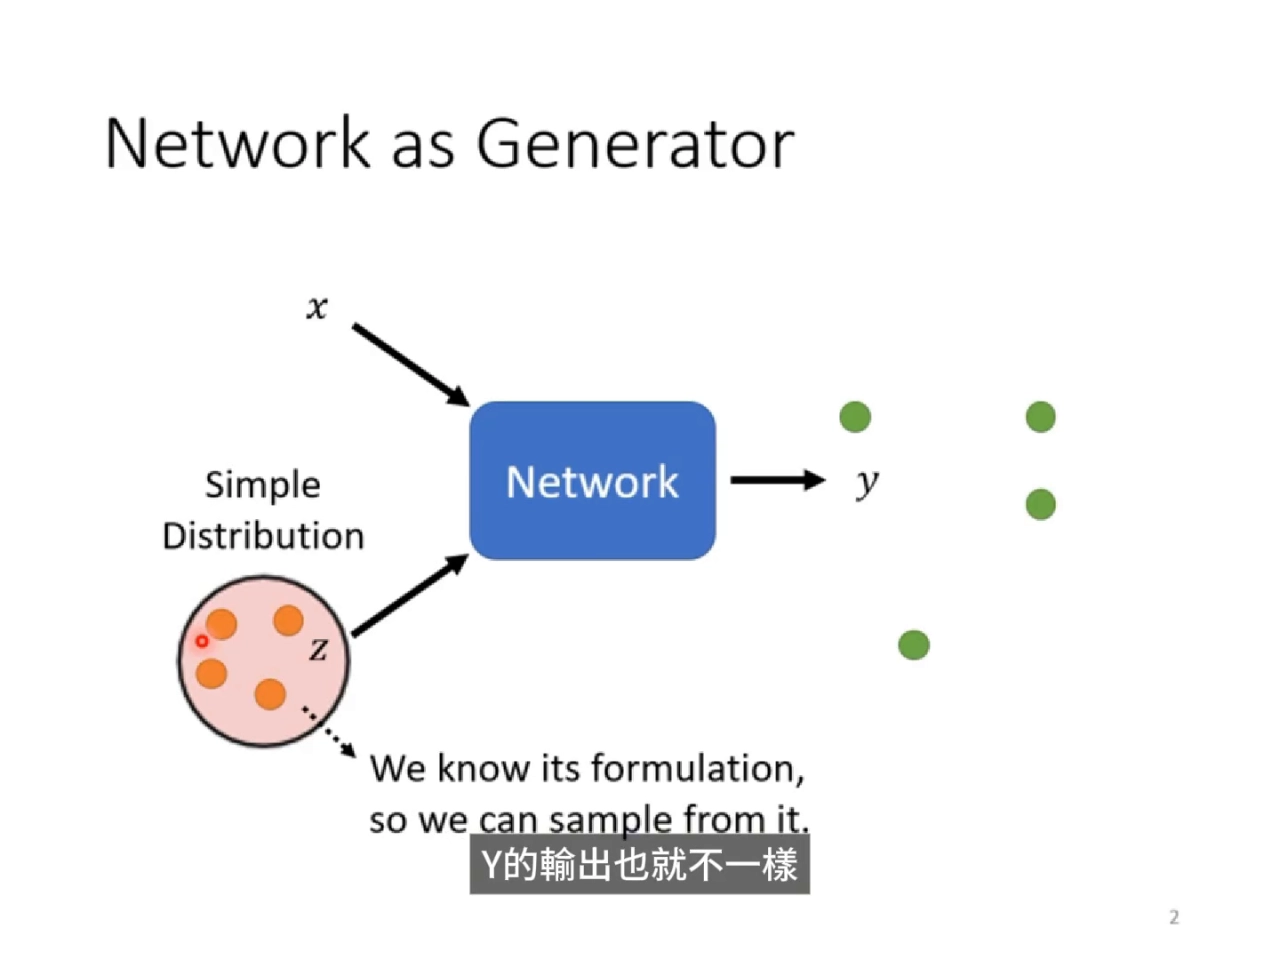 Network as Generator
x
Simple
Distribution
z
Network
y
We know its formulation,
so we can sample from it.
Y的輸出也就不一樣
2